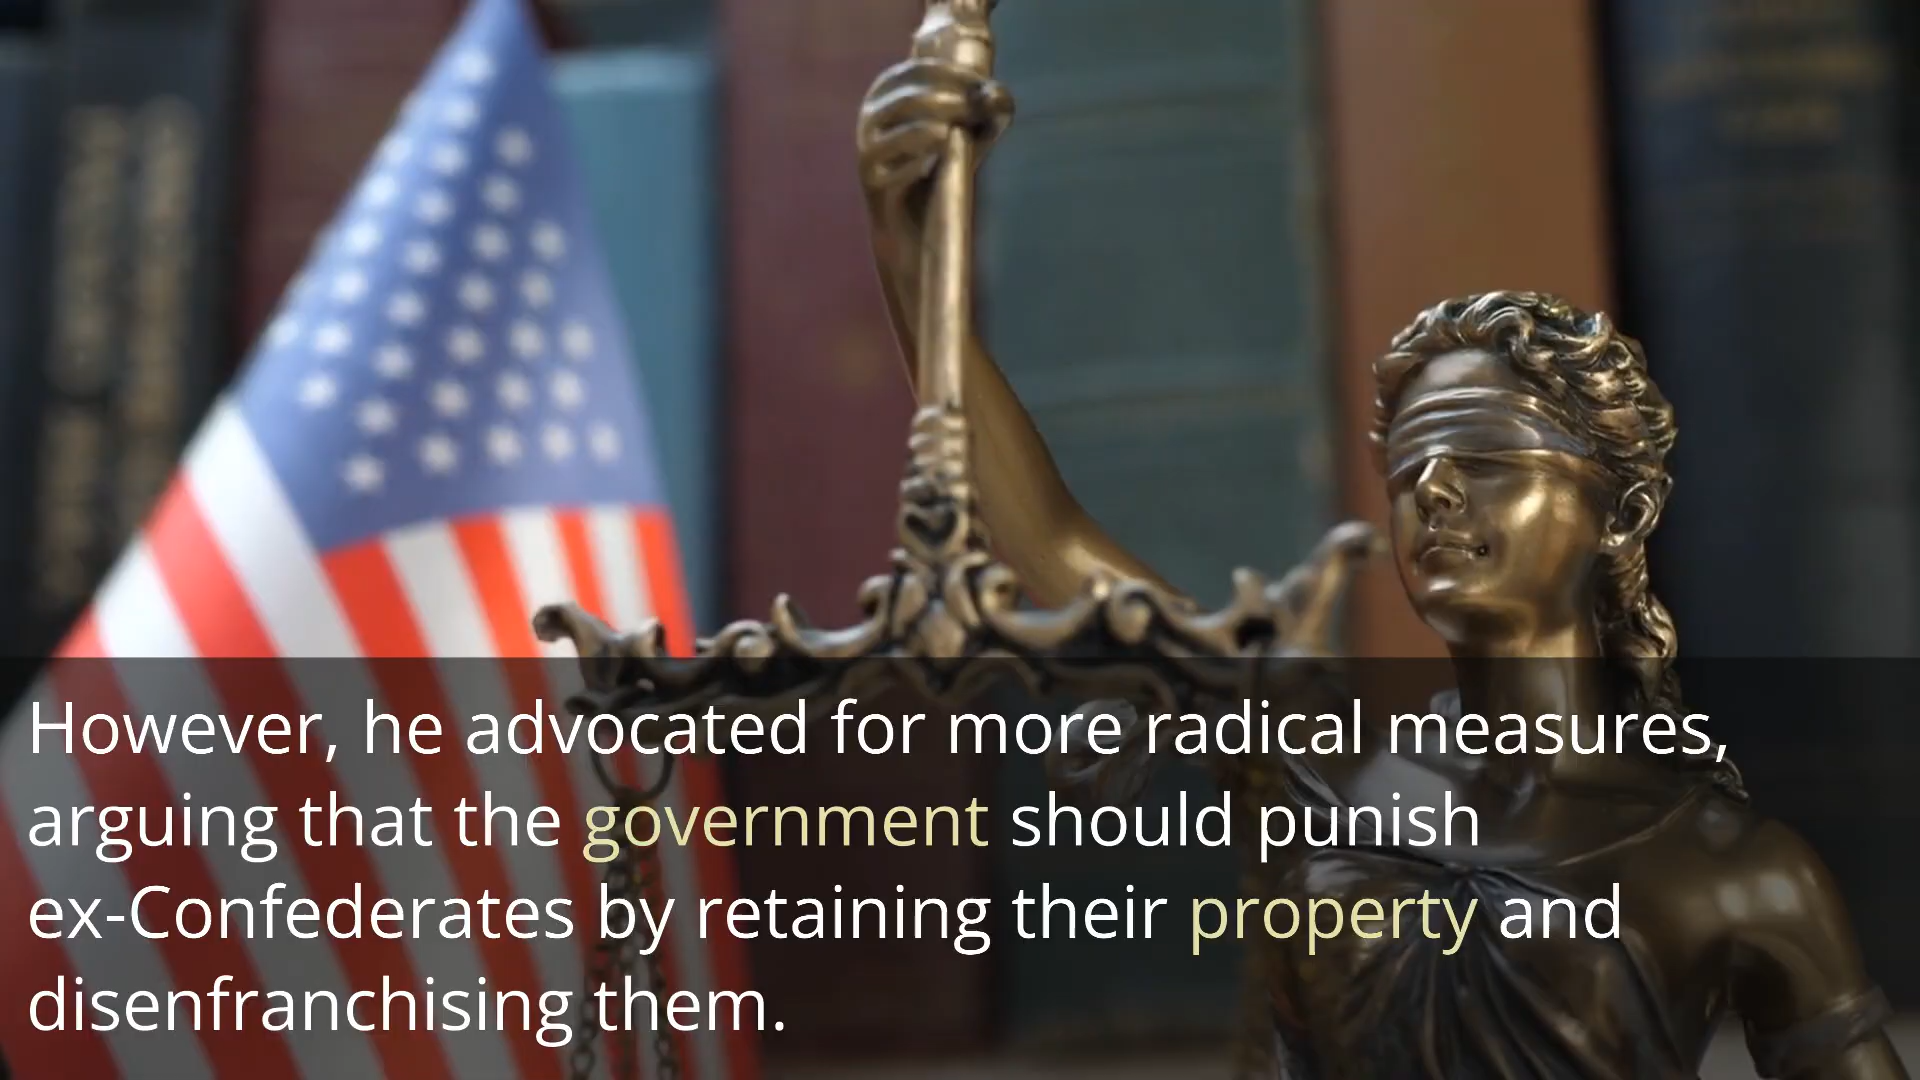 However, he advocated for more radical measures,
arguing that the government should punish
ex-Confederates by retaining their property and
disenfranchising them.